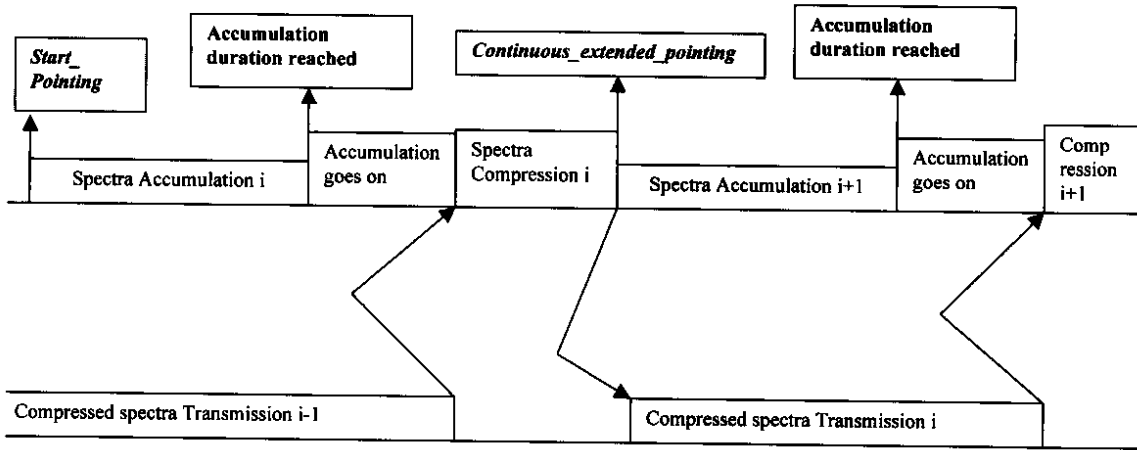 Start_
Pointing
Accumulation
duration reached
Continuous_extended_pointing
Accumulation
duration reached
Spectra Accumulation i
Accumulation
goes on
Spectra
Compression i
Spectra Accumulation i+1
Accumulation
goes on
Comp
ression
i+1
Compressed spectra Transmission i-1
Compressed spectra Transmission i